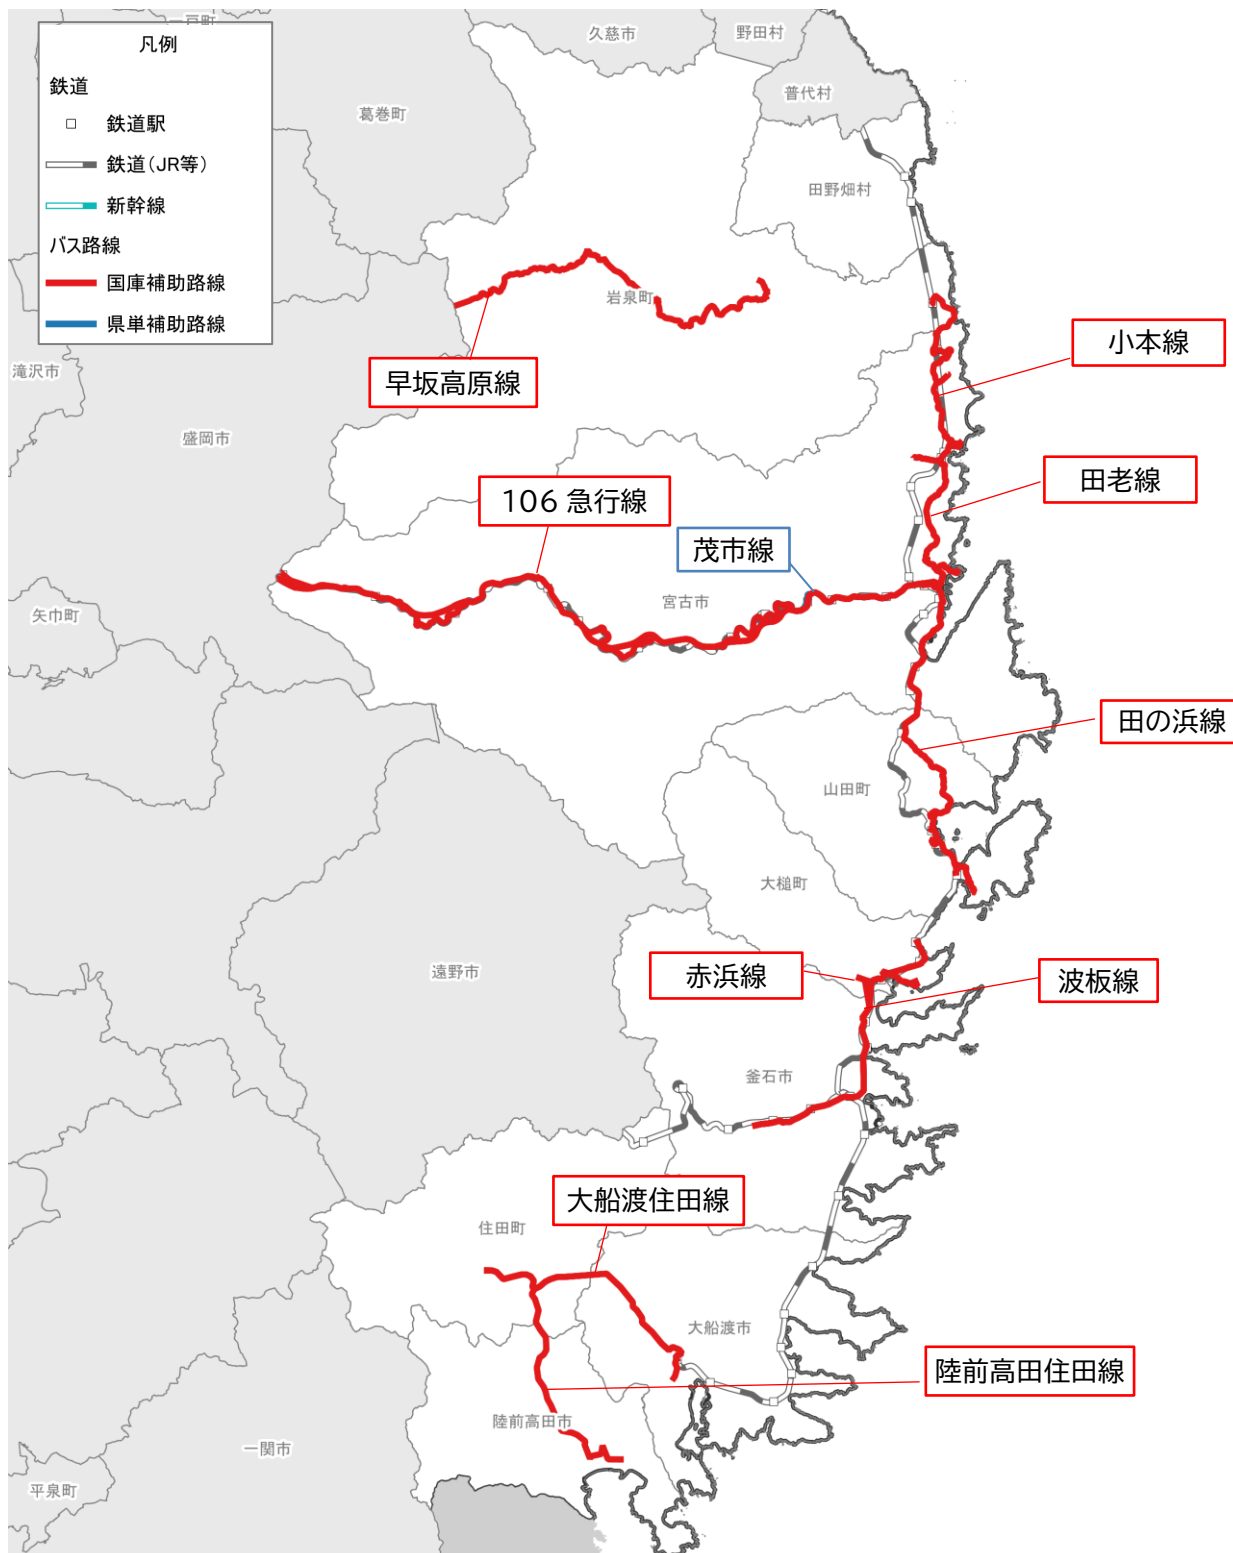 一戸町
久慈市
野田村
凡例
鉄道
鉄道駅
鉄道(JR等)
新幹線
バス路線
国庫補助路線
県単補助路線
普代村
葛巻町
田野畑村
岩泉町
小本線
早坂高原線
滝沢市
盛岡市
田老線
106 急行線
茂市線
宮古市
矢巾町
田の浜線
山田町
大槌町
遠野市
赤浜線
波板線
釜石市
大船渡住田線
住田町
大船渡市
陸前高田住田線
陸前高田市
一関市
平泉町